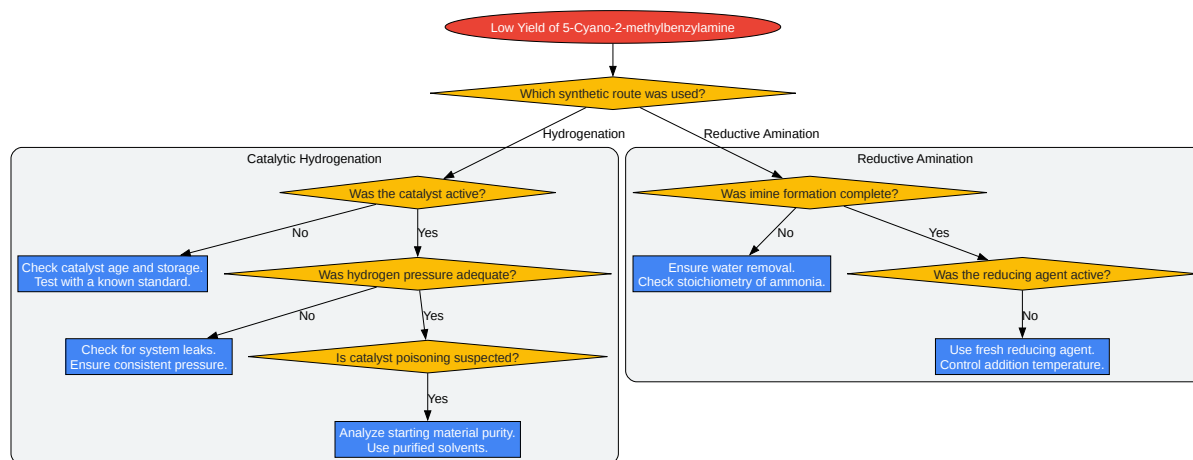 Low Yield of 5-Cyano-2-methylbenzylamine
Which synthetic route was used?
Hydrogenation
Reductive Amination
Catalytic Hydrogenation
Was the catalyst active?
No
Yes
Check catalyst age and storage.
Test with a known standard.
Was hydrogen pressure adequate?
No
Yes
Check for system leaks.
Ensure consistent pressure.
Is catalyst poisoning suspected?
Yes
Analyze starting material purity.
Use purified solvents.
Reductive Amination
Was imine formation complete?
No
Yes
Ensure water removal.
Check stoichiometry of ammonia.
Was the reducing agent active?
No
Use fresh reducing agent.
Control addition temperature.